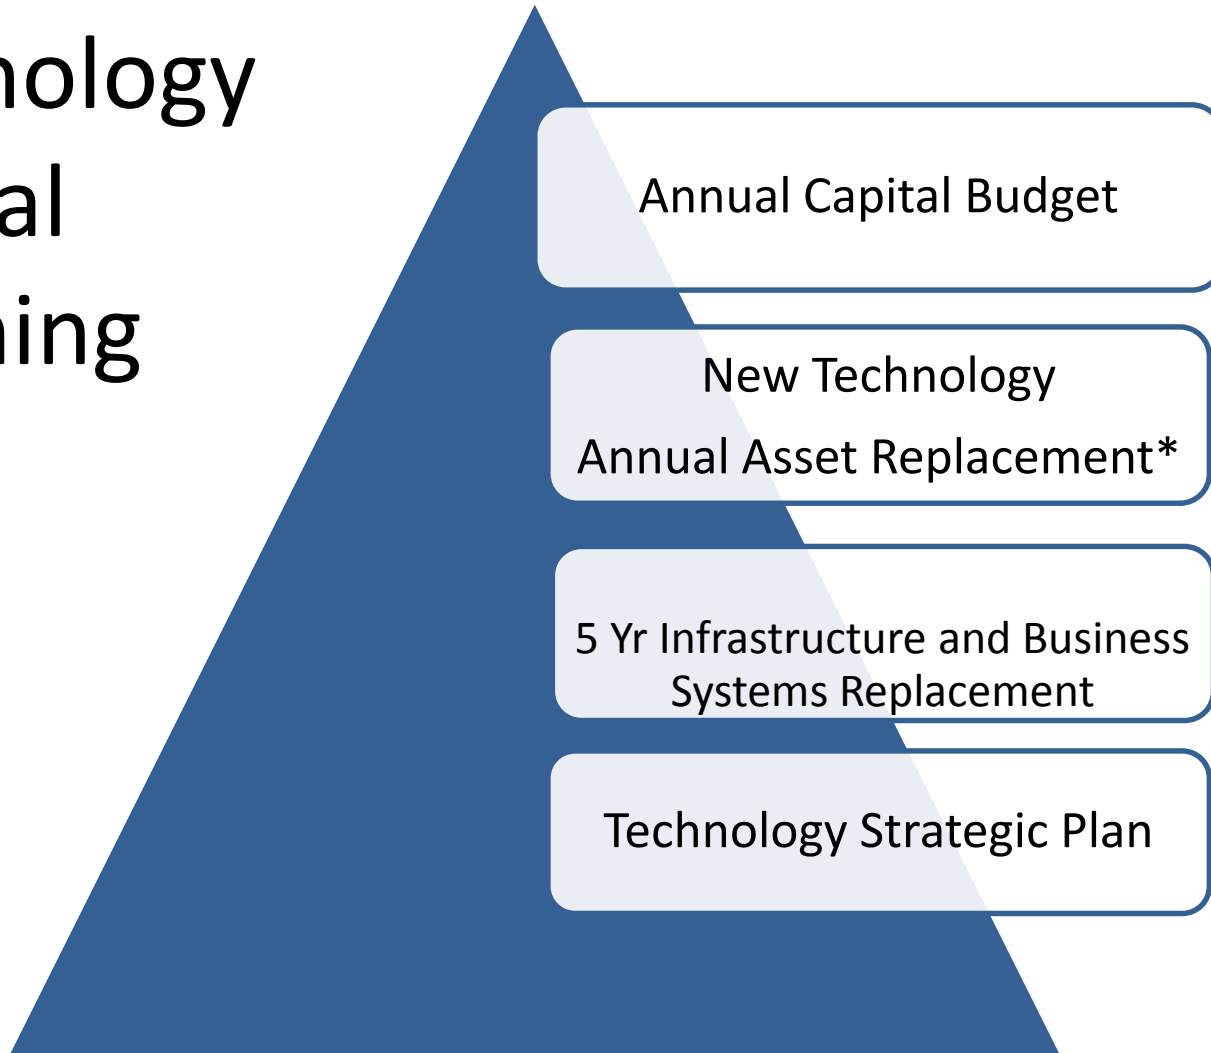 nology
al
ning
Annual Capital Budget
New Technology
Annual Asset Replacement*
5 Yr Infrastructure and Business
Systems Replacement
Technology Strategic Plan